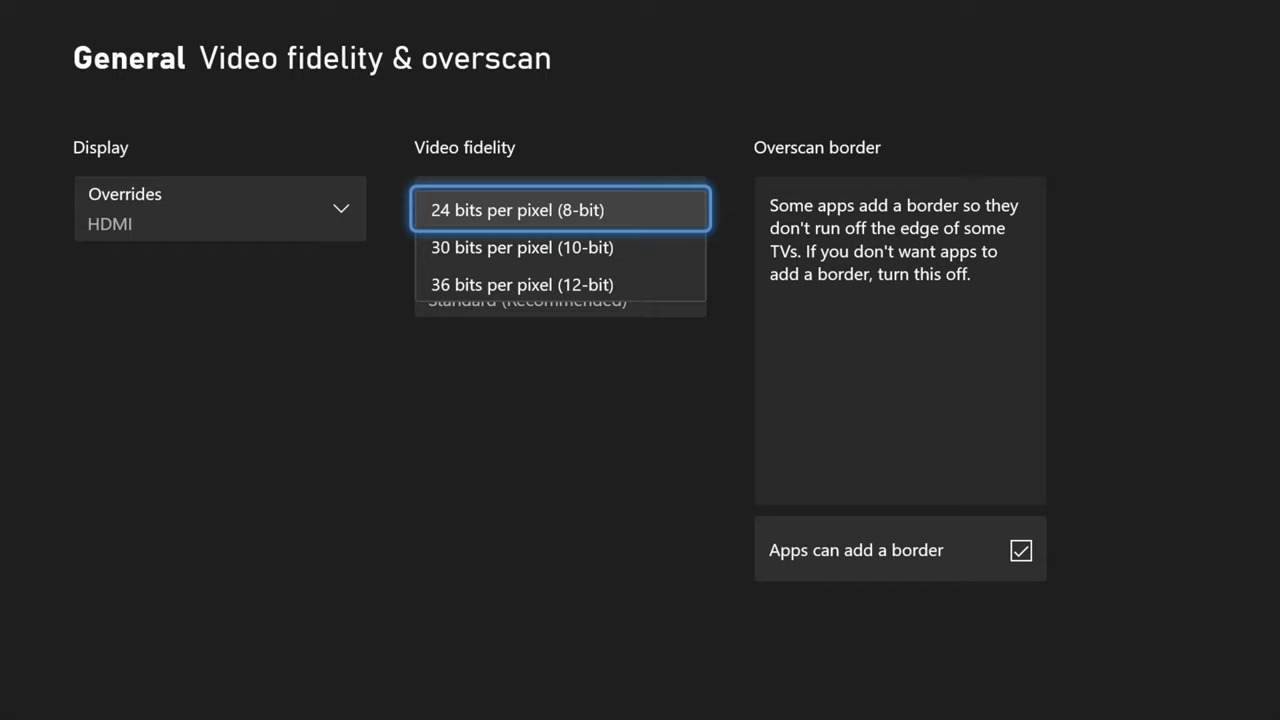 General Video fidelity & overscan
Display
Overrides
HDMI
Video fidelity
24 bits per pixel (8-bit)
30 bits per pixel (10-bit)
36 bits per pixel (12-bit)
Standard (Recommended)
Overscan border
Some apps add a border so they
don't run off the edge of some
TVs. If you don't want apps to
add a border, turn this off.
Apps can add a border